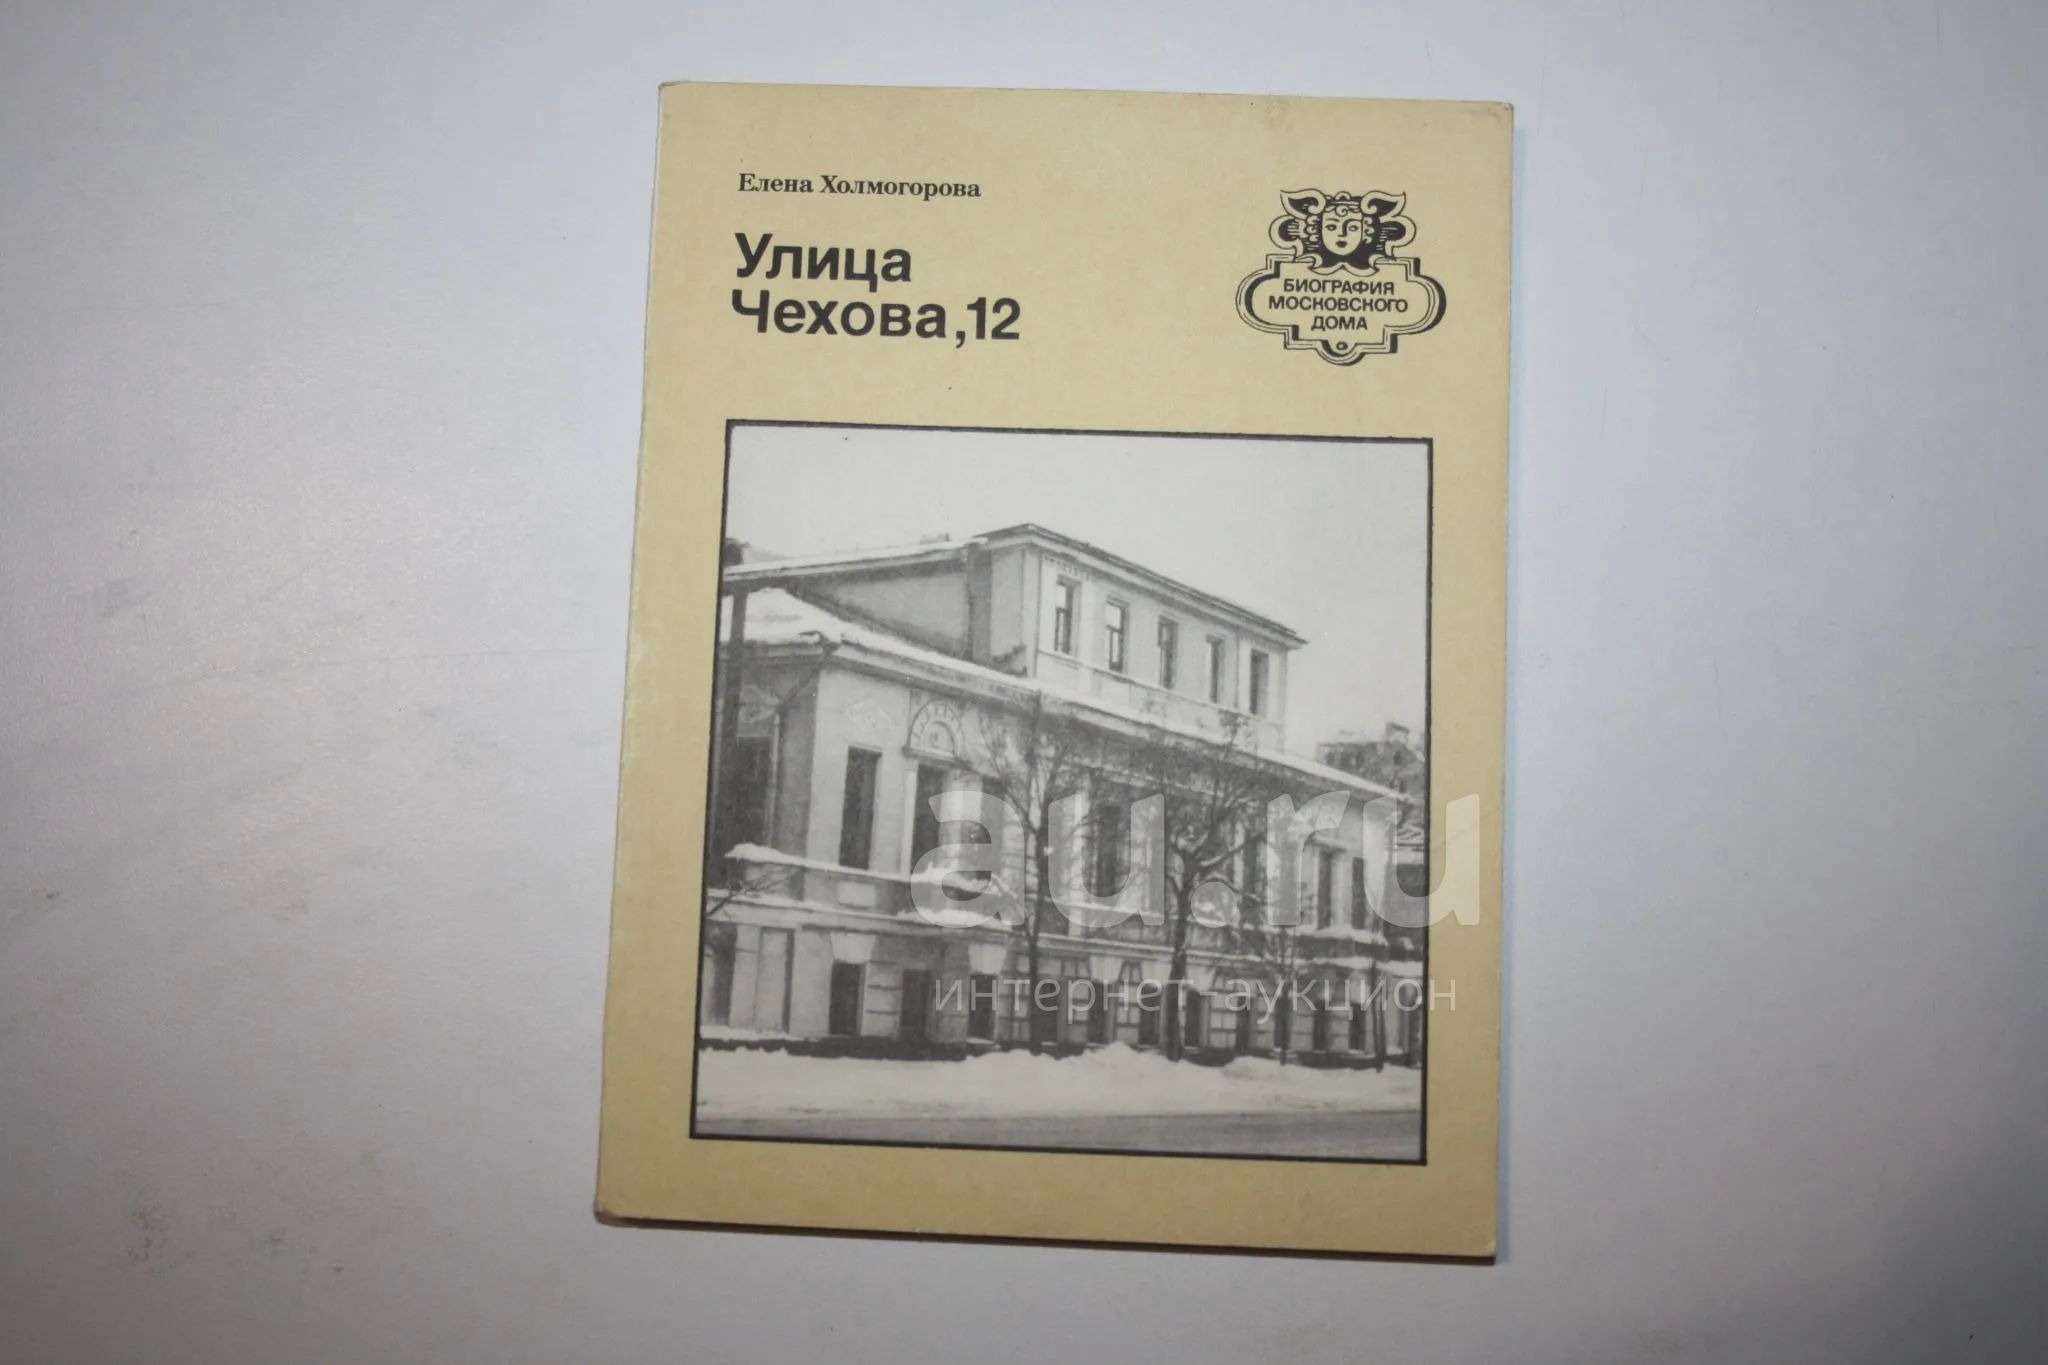 Елена Холмогорова
Улица
Чехова,12
БИОГРАФИЯ
МОСКОВСКОГО
ДОМА
au.ru
интернет-аукцион